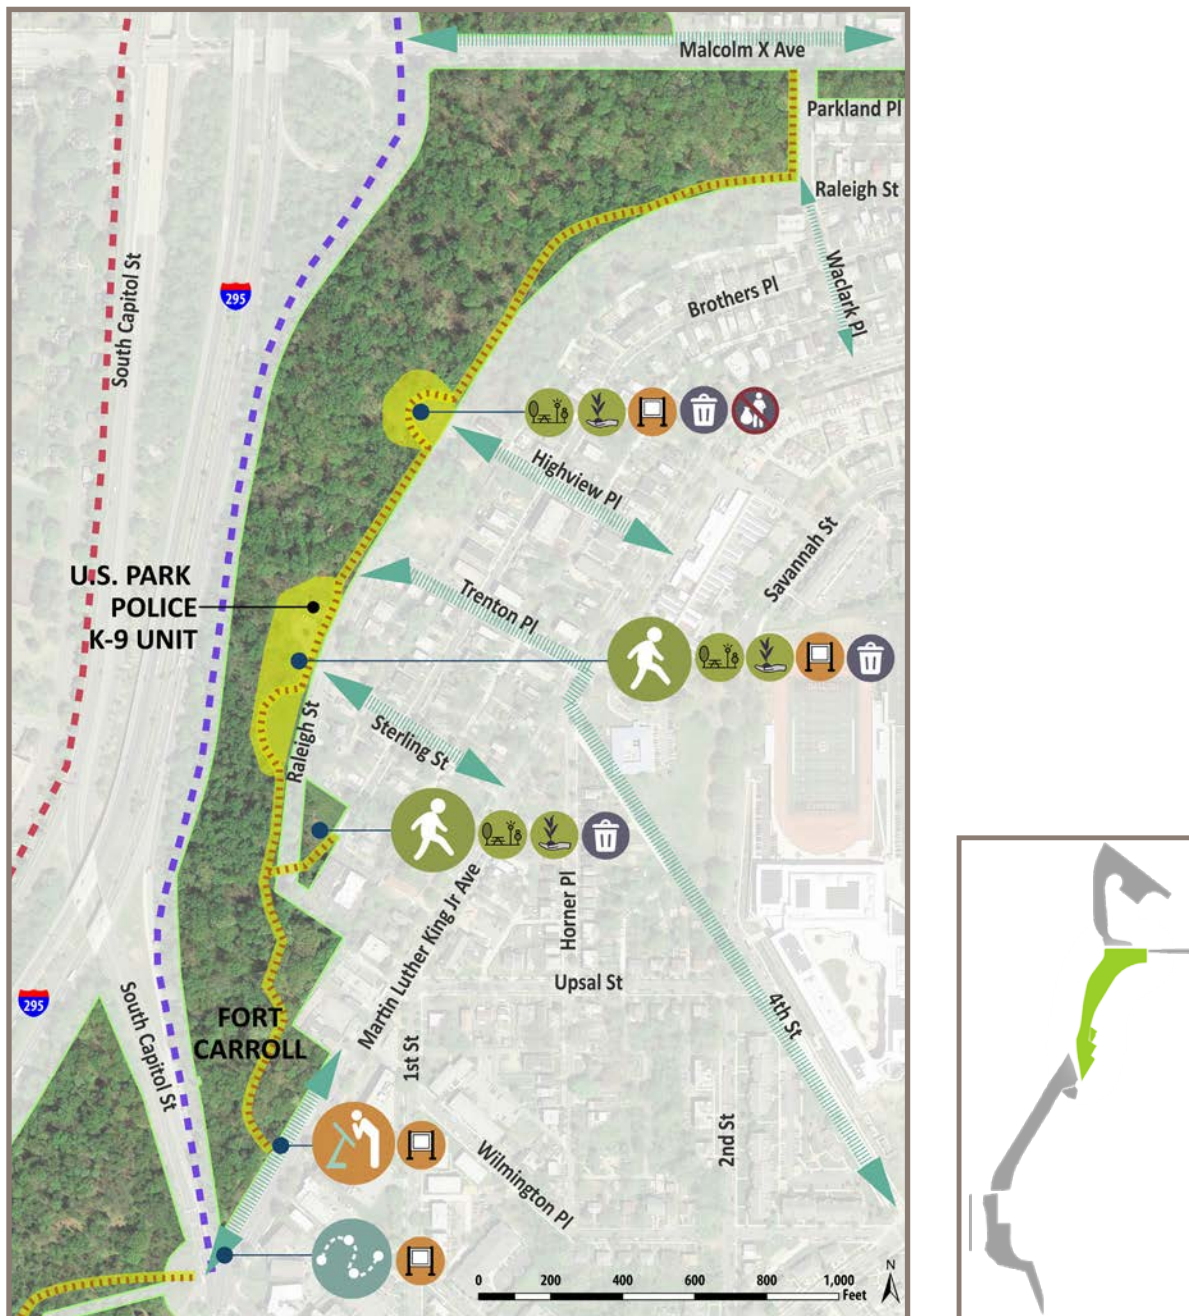 Malcolm X Ave
Parkland Pl
Raleigh St
South Capitol St
295
Waclark Pl
Brothers Pl
Highview Pl
Savannah St
U.S. PARK
POLICE
K-9 UNIT
Trenton Pl
Raleigh St
Sterling St
Martin Luther King Jr Ave
Horner Pl
Upsal St
295
South Capitol St
FORT
CARROLL
4th St
1st St
2nd St
Wilmington Pl
N
0 200 400 600 800 1,000
Feet